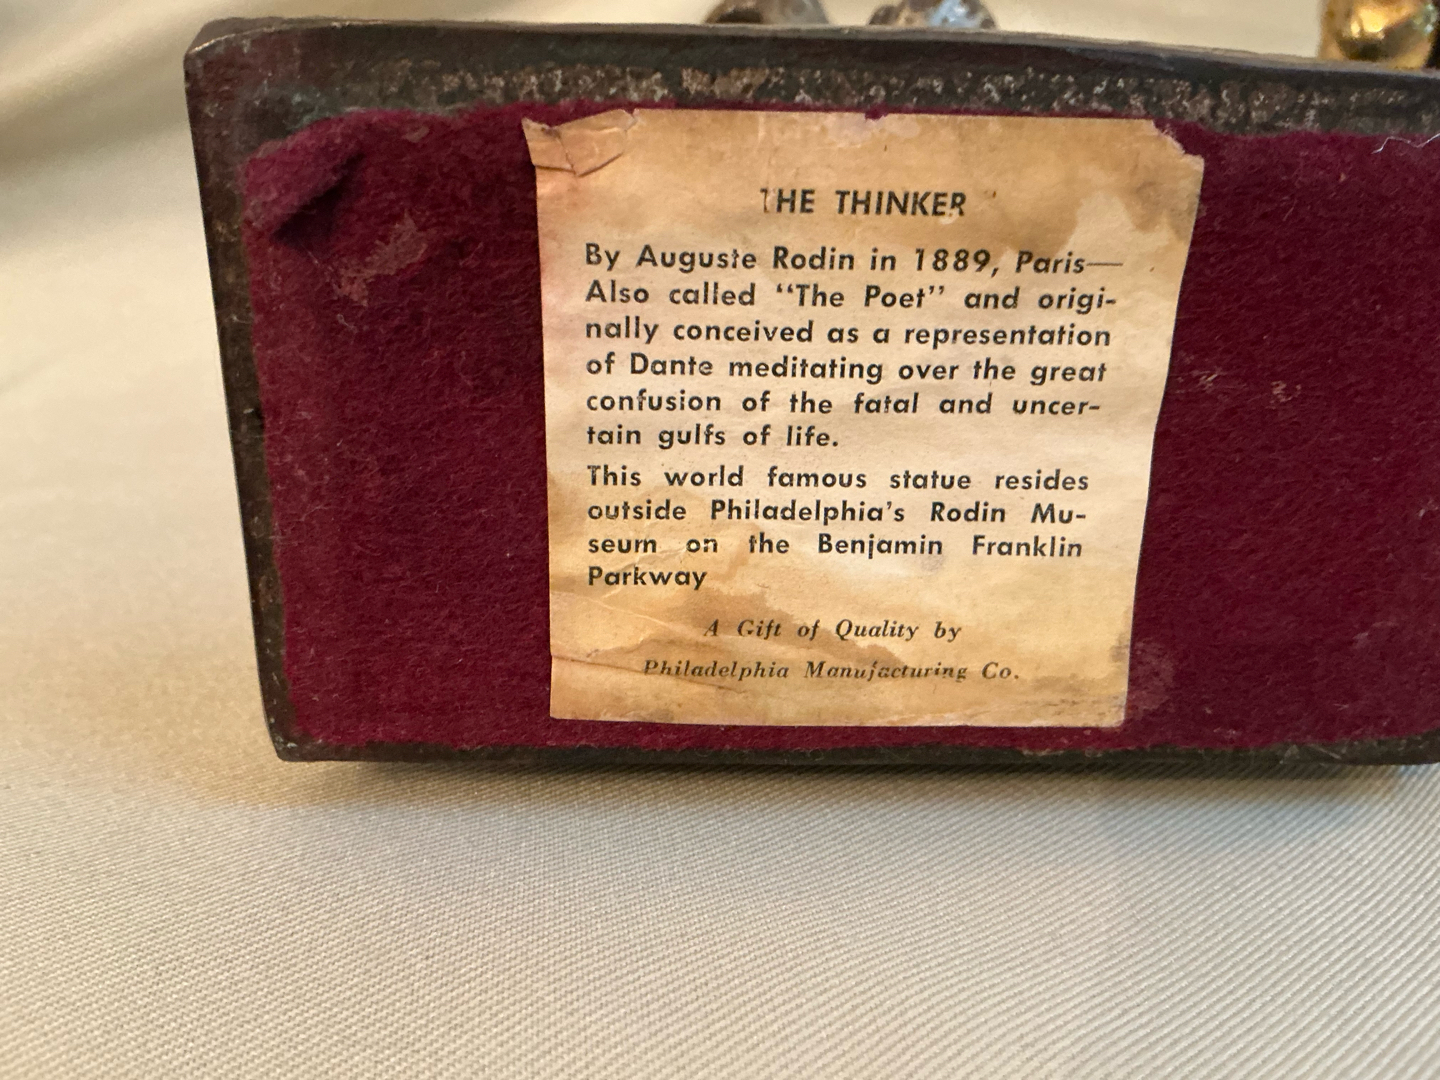 THE THINKER
By Auguste Rodin in 1889, Paris—
Also called “The Poet” and origi-
nally conceived as a representation
of Dante meditating over the great
confusion of the fatal and uncer-
tain gulfs of life.
This world famous statue resides
outside Philadelphia’s Rodin Mu-
seum on the Benjamin Franklin
Parkway
A Gift of Quality by
Philadelphia Manufacturing Co.